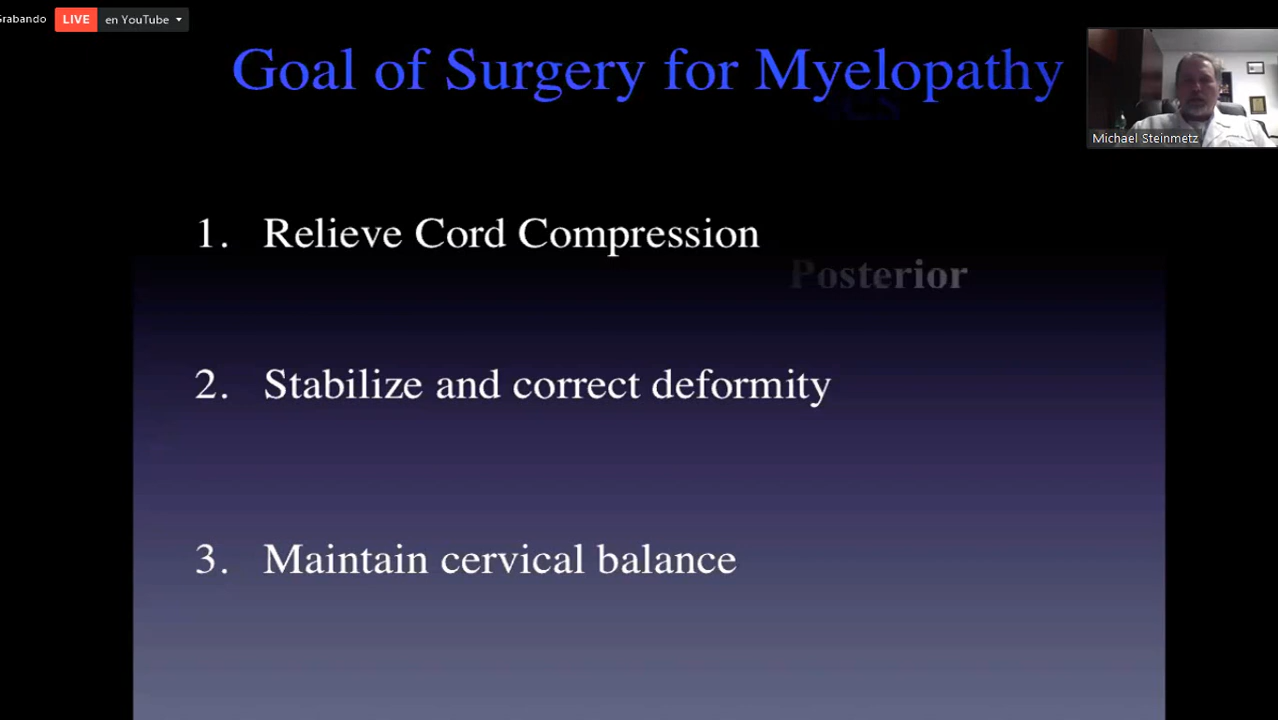 Grabando
LIVE en YouTube
Goal of Surgery for Myelopathy
Michael Steinmetz
1. Relieve Cord Compression
Posterior
2. Stabilize and correct deformity
3. Maintain cervical balance